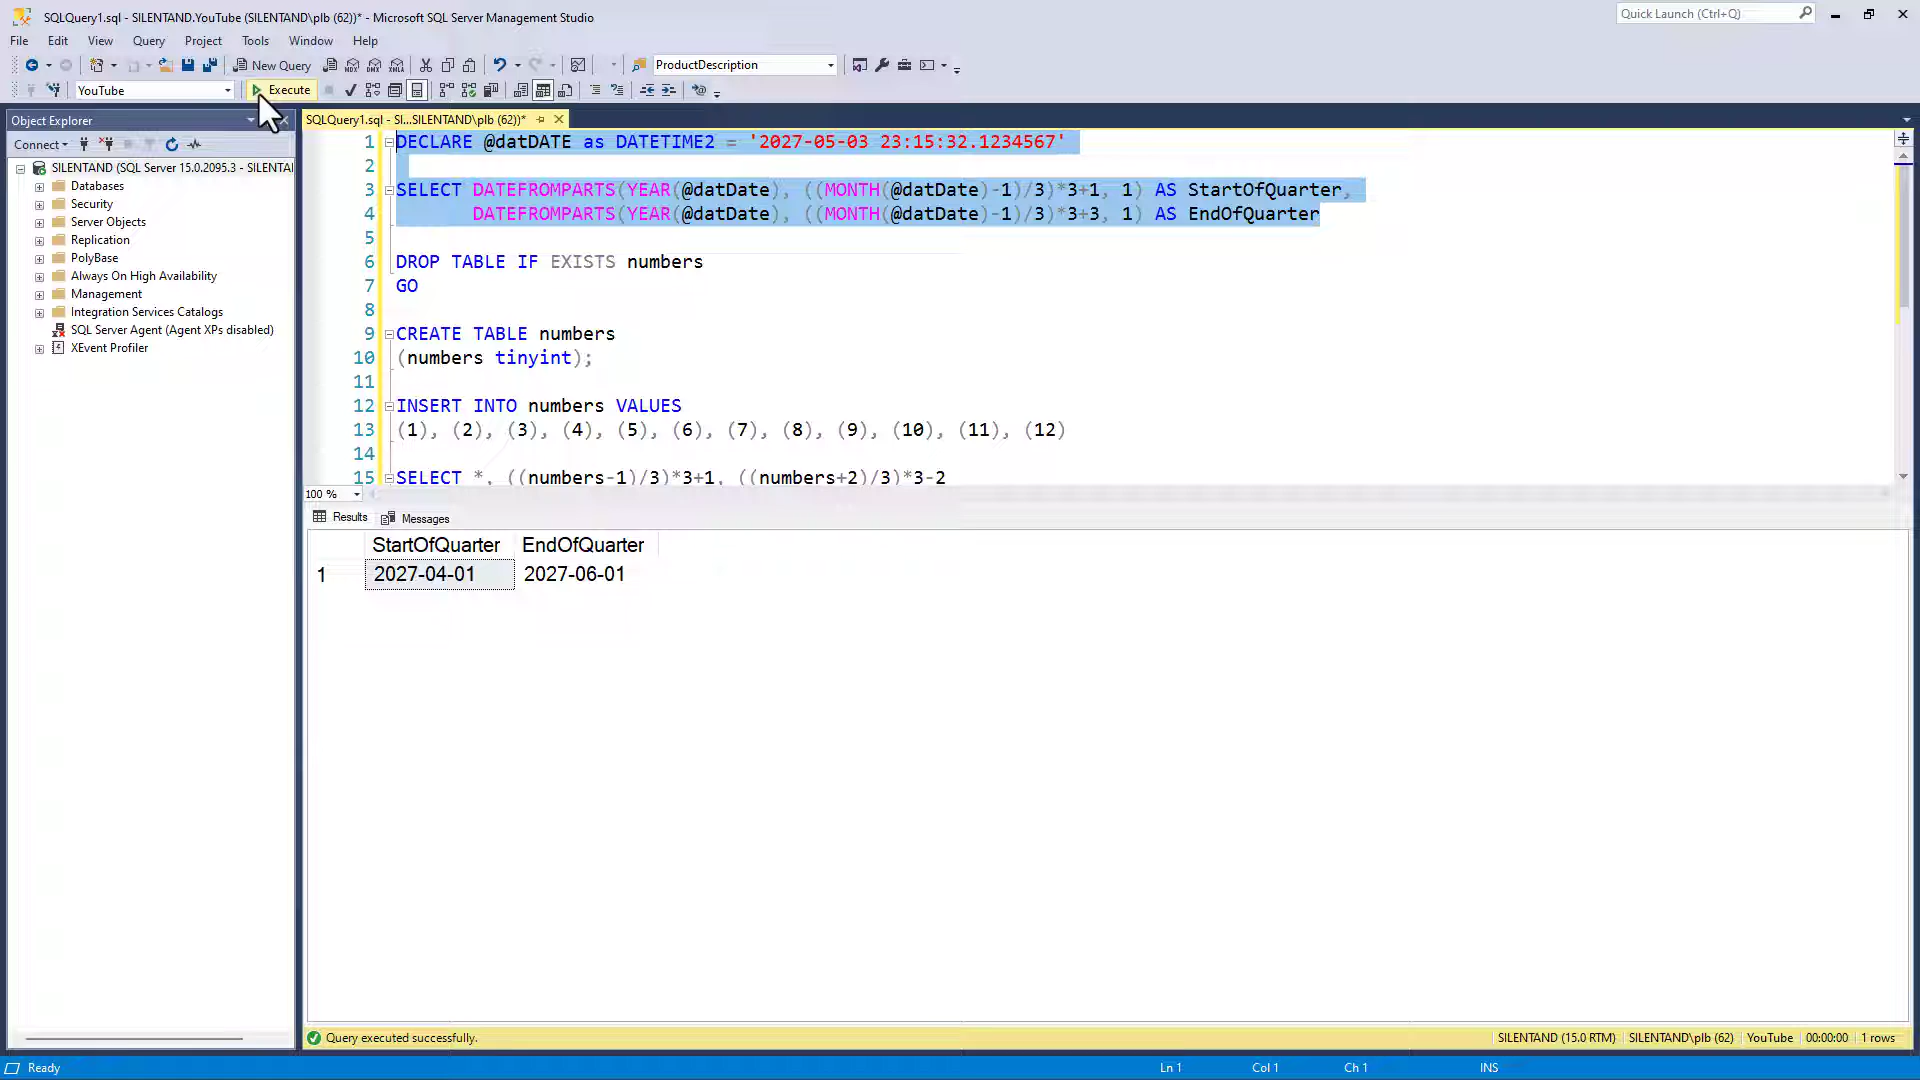 SQLQuery1.sql - SILENTAND.YouTube (SILENTAND\plb (62))* - Microsoft SQL Server Management Studio
Quick Launch (Ctrl+Q)
File Edit View Query Project Tools Window Help
New Query
ProductDescription
YouTube
Execute
Object Explorer
SQLQuery1.sql - SI...SILENTAND\plb (62))*
Connect
SILENTAND (SQL Server 15.0.2095.3 - SILENTA
Databases
Security
Server Objects
Replication
PolyBase
Always On High Availability
Management
Integration Services Catalogs
SQL Server Agent (Agent XPs disabled)
XEvent Profiler
1 DECLARE @datDATE as DATETIME2 = '2027-05-03 23:15:32.1234567'
2
3 SELECT DATEFROMPARTS(YEAR(@datDate), ((MONTH(@datDate)-1)/3)*3+1, 1) AS StartOfQuarter,
4 DATEFROMPARTS(YEAR(@datDate), ((MONTH(@datDate)-1)/3)*3+3, 1) AS EndOfQuarter
5
6 DROP TABLE IF EXISTS numbers
7 GO
8
9 CREATE TABLE numbers
10 (numbers tinyint);
11
12 INSERT INTO numbers VALUES
13 (1), (2), (3), (4), (5), (6), (7), (8), (9), (10), (11), (12)
14
15 SELECT *, ((numbers-1)/3)*3+1, ((numbers+2)/3)*3-2
100 %
Results Messages
StartOfQuarter EndOfQuarter
1 2027-04-01 2027-06-01
Query executed successfully.
SILENTAND (15.0 RTM) SILENTAND\plb (62) YouTube 00:00:00 1 rows
Ready
Ln 1 Col 1 Ch 1 INS